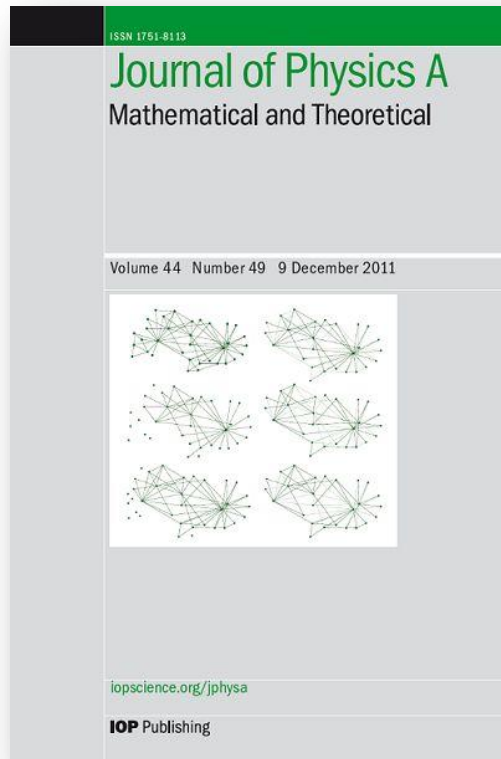 ISSN 1751-8113
Journal of Physics A
Mathematical and Theoretical
Volume 44 Number 49 9 December 2011
iopscience.org/jphysa
IOP Publishing